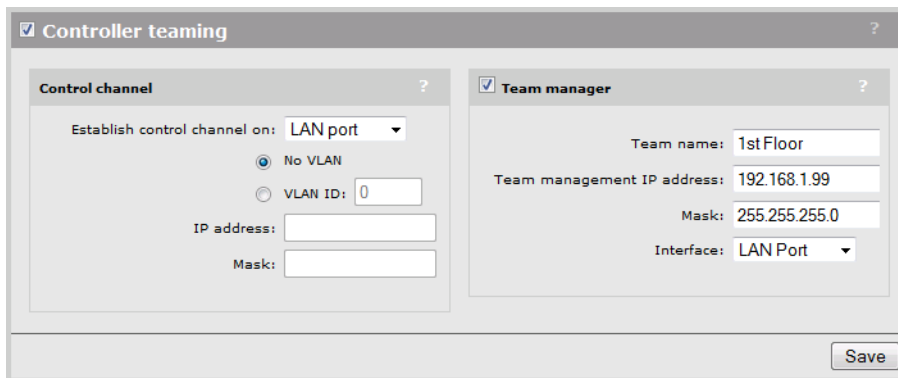 Controller teaming ?
Control channel ?
Establish control channel on: LAN port
No VLAN
VLAN ID: 0
IP address:
Mask:
Team manager ?
Team name: 1st Floor
Team management IP address: 192.168.1.99
Mask: 255.255.255.0
Interface: LAN Port
Save